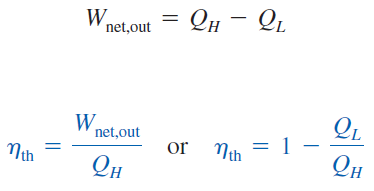 W_net,out = Q_H − Q_L
η_th = W_net,out / Q_H or η_th = 1 − Q_L / Q_H